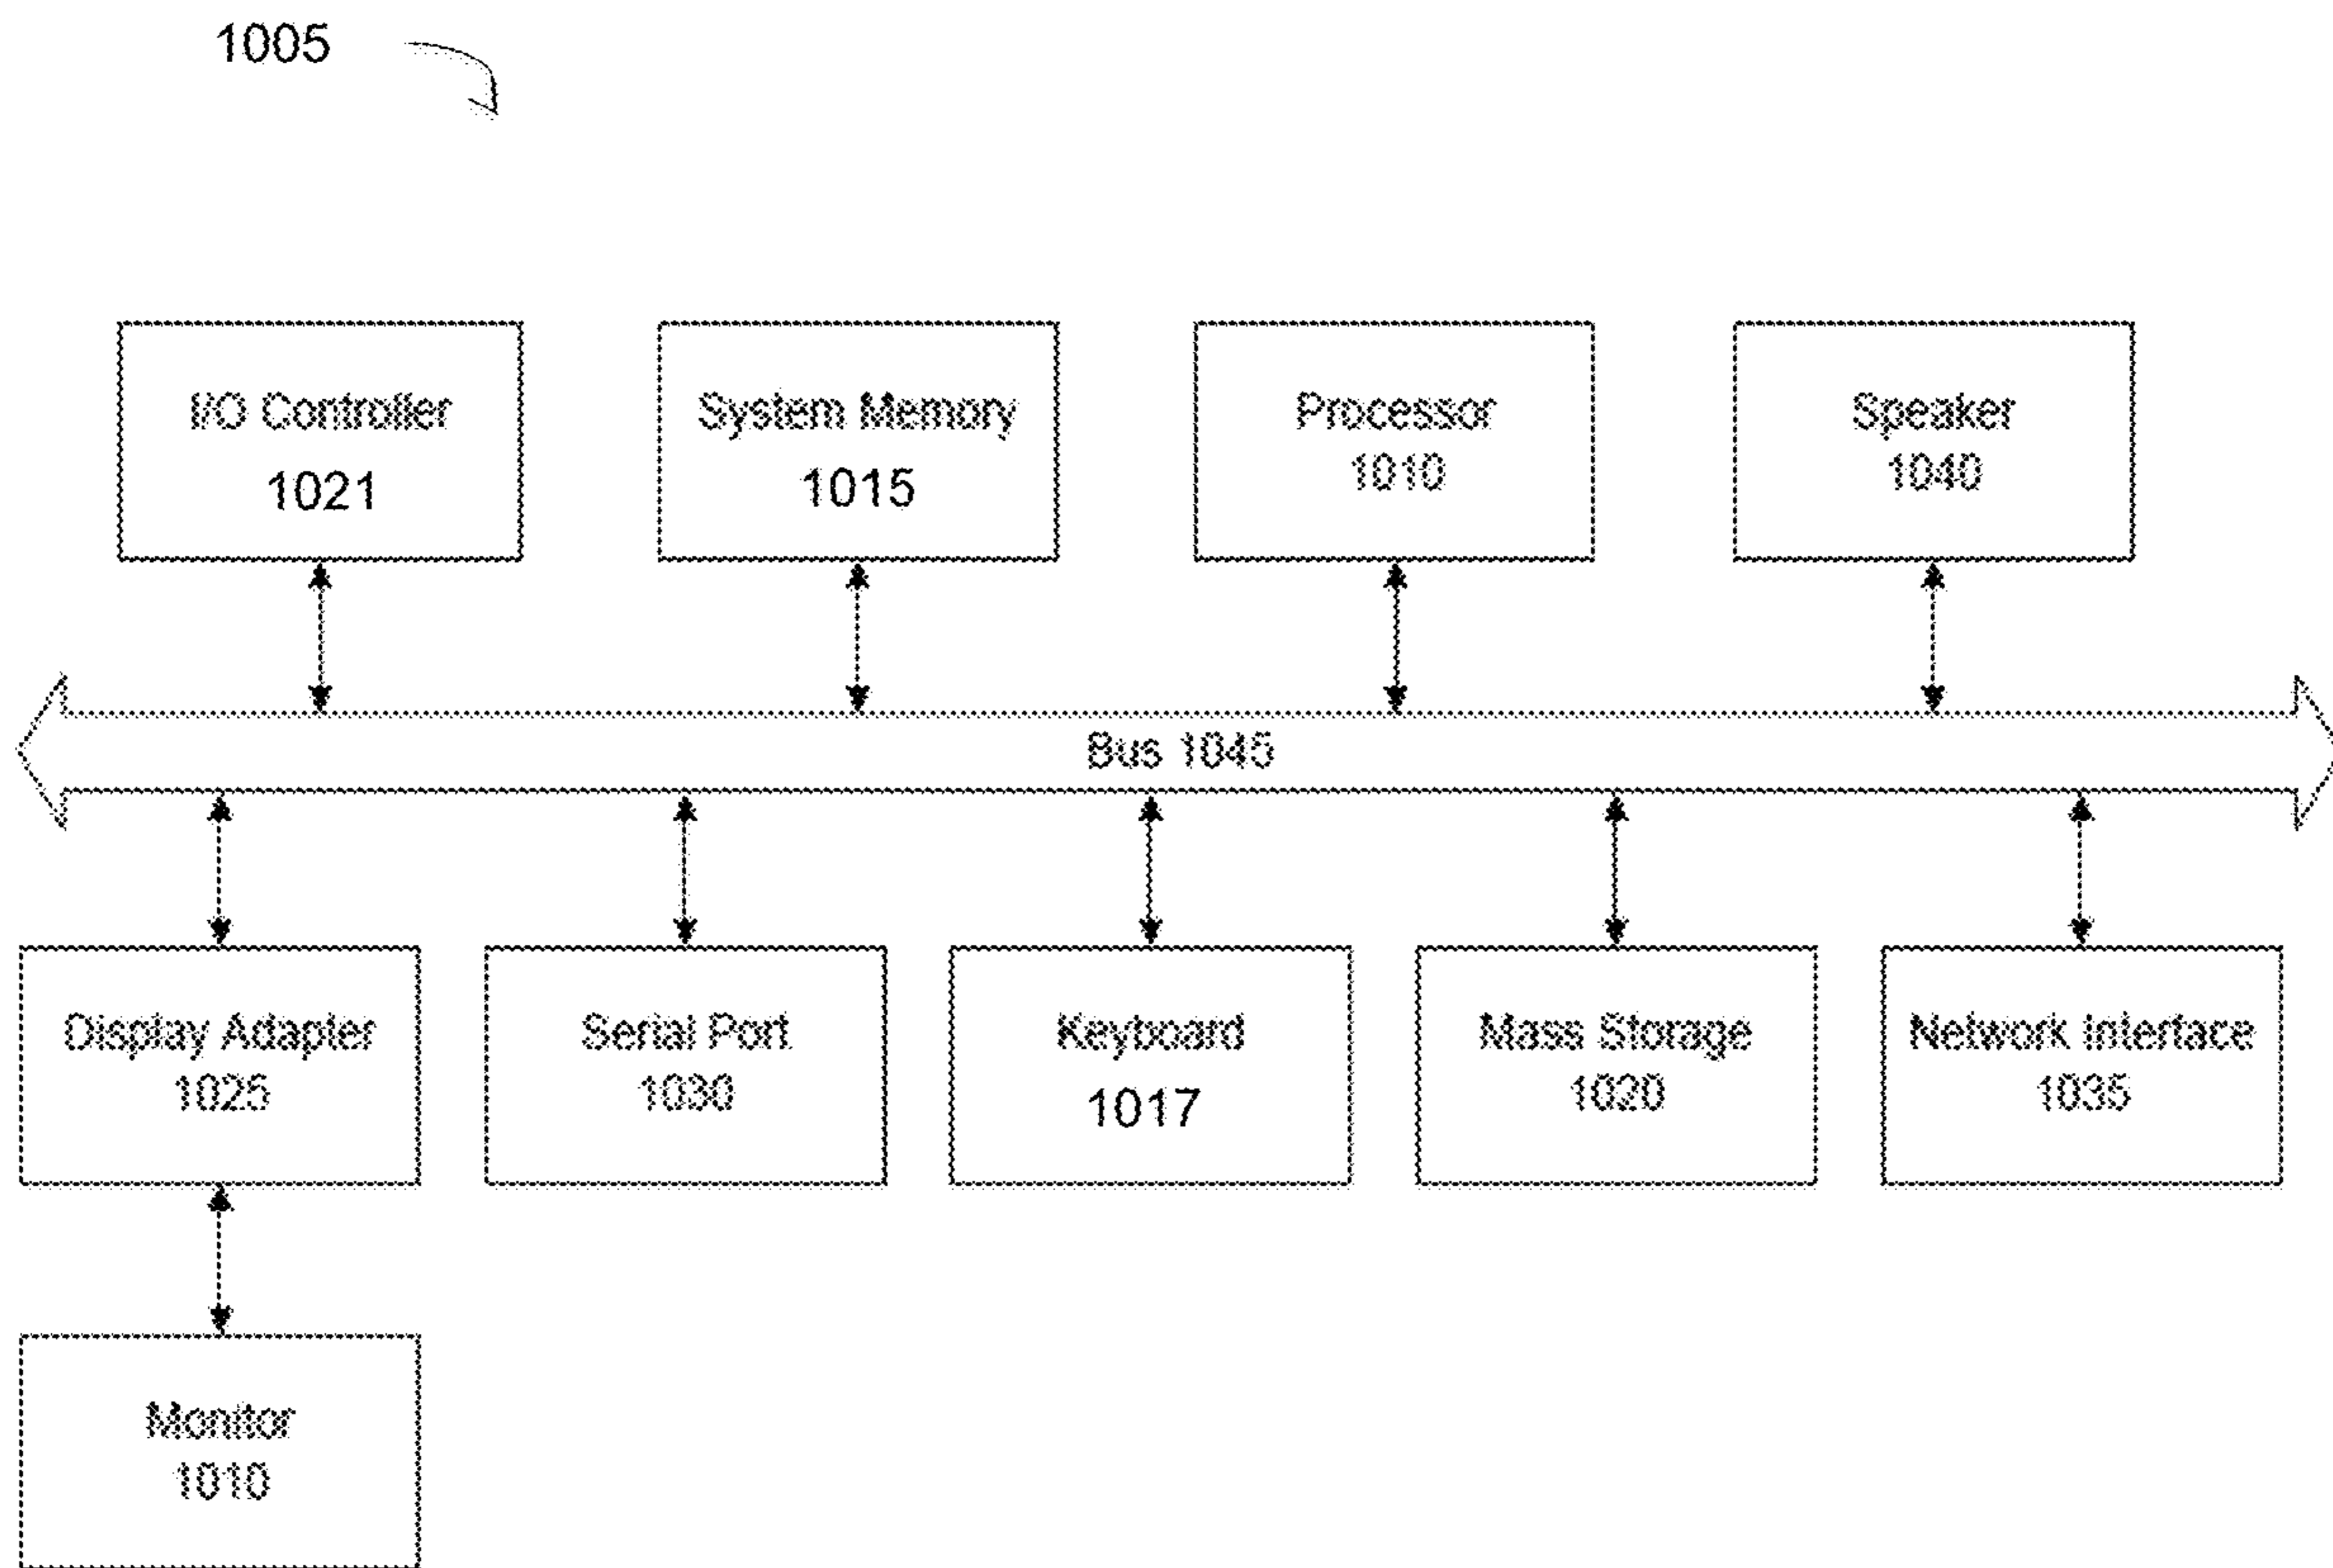 1005
I/O Controller
1021
System Memory
1015
Processor
1010
Speaker
1040
Bus 1045
Display Adapter
1025
Serial Port
1030
Keyboard
1017
Mass Storage
1020
Network Interface
1035
Monitor
1010